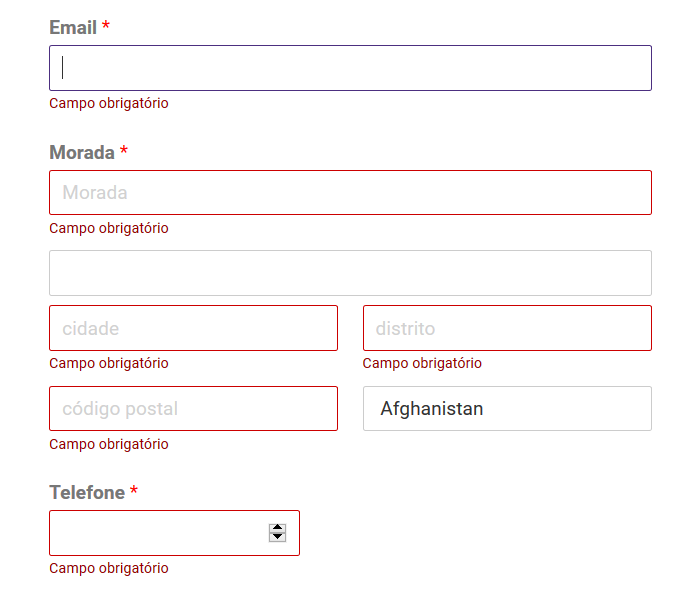 Email *
Campo obrigatório
Morada *
Morada
Campo obrigatório
cidade distrito
Campo obrigatório Campo obrigatório
código postal Afghanistan
Campo obrigatório
Telefone *
Campo obrigatório